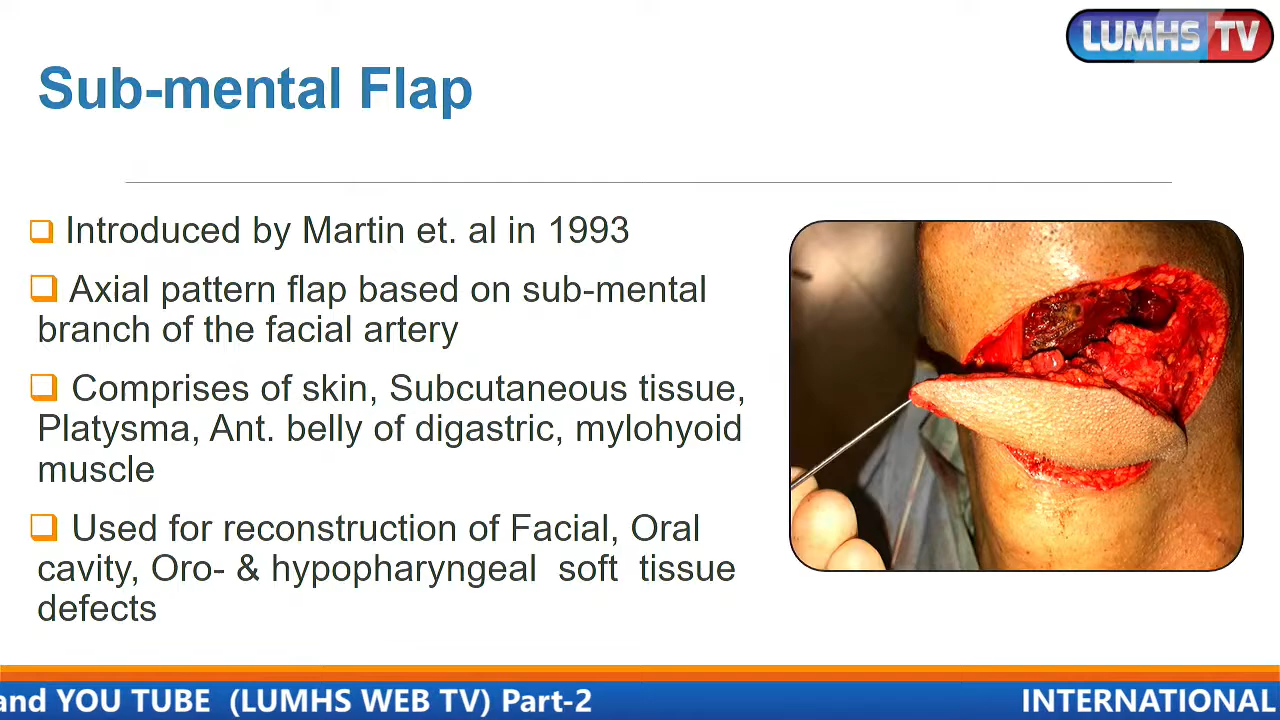 LUMHS TV
Sub-mental Flap
Introduced by Martin et. al in 1993
Axial pattern flap based on sub-mental
branch of the facial artery
Comprises of skin, Subcutaneous tissue,
Platysma, Ant. belly of digastric, mylohyoid
muscle
Used for reconstruction of Facial, Oral
cavity, Oro- & hypopharyngeal soft tissue
defects
and YOU TUBE (LUMHS WEB TV) Part-2 INTERNATIONAL